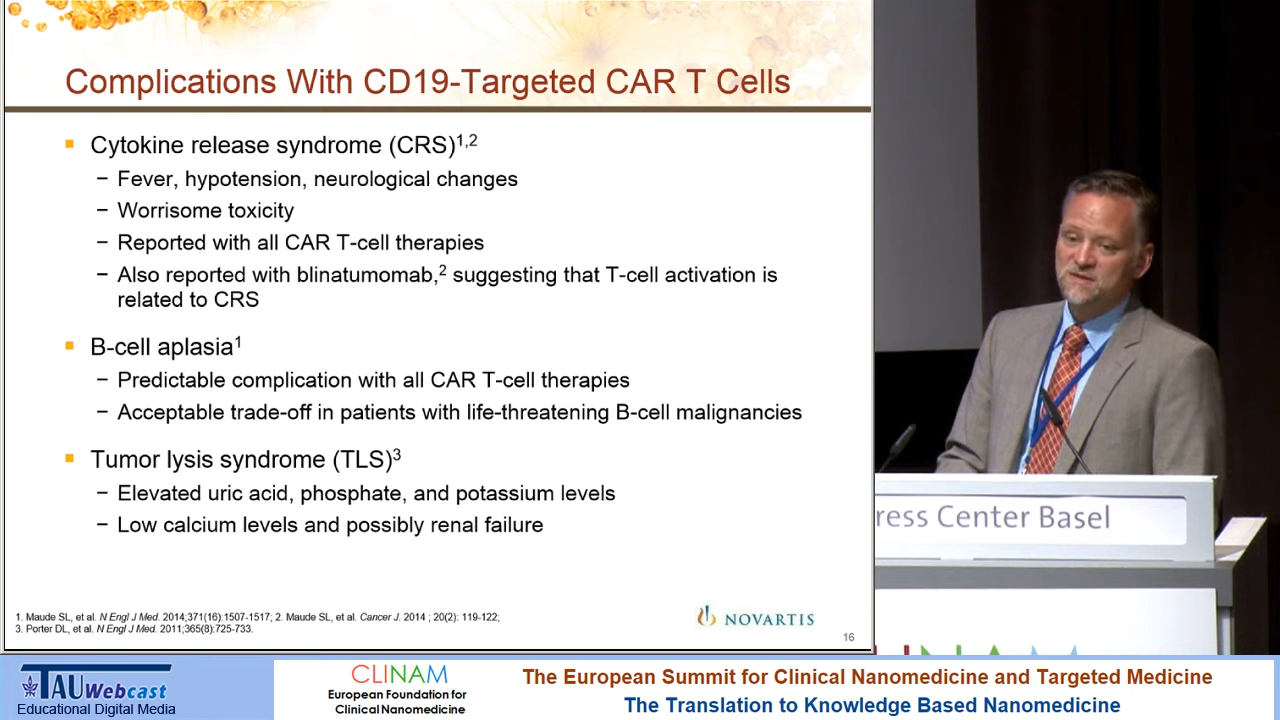 Complications With CD19-Targeted CAR T Cells
▪ Cytokine release syndrome (CRS)1,2
− Fever, hypotension, neurological changes
− Worrisome toxicity
− Reported with all CAR T-cell therapies
− Also reported with blinatumomab,2 suggesting that T-cell activation is
related to CRS
▪ B-cell aplasia1
− Predictable complication with all CAR T-cell therapies
− Acceptable trade-off in patients with life-threatening B-cell malignancies
▪ Tumor lysis syndrome (TLS)3
− Elevated uric acid, phosphate, and potassium levels
− Low calcium levels and possibly renal failure
1. Maude SL, et al. N Engl J Med. 2014;371(16):1507-1517; 2. Maude SL, et al. Cancer J. 2014 ; 20(2): 119-122;
3. Porter DL, et al. N Engl J Med. 2011;365(8):725-733.
NOVARTIS
16
ress Center Basel
CLINAM
TAU Webcast
Educational Digital Media
CLINAM
European Foundation for
Clinical Nanomedicine
The European Summit for Clinical Nanomedicine and Targeted Medicine
The Translation to Knowledge Based Nanomedicine